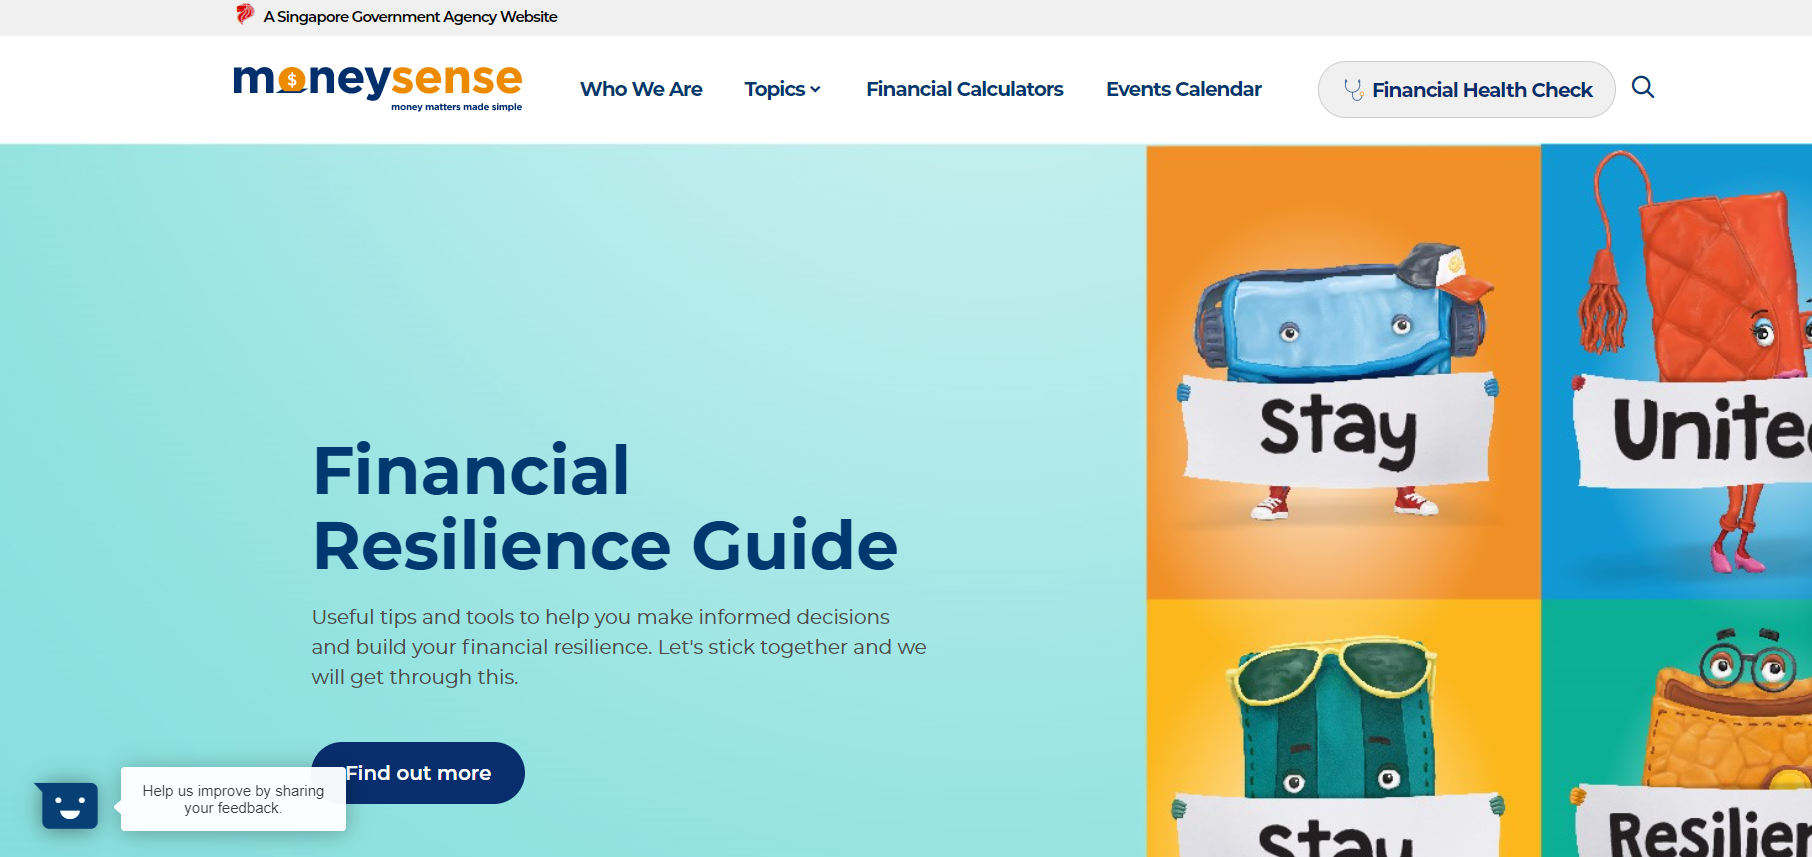 A Singapore Government Agency Website
moneysense
money matters made simple
Who We Are
Topics
Financial Calculators
Events Calendar
Financial Health Check
Financial
Resilience Guide
Useful tips and tools to help you make informed decisions
and build your financial resilience. Let's stick together and we
will get through this.
Find out more
Help us improve by sharing
your feedback.
Stay
Unite
Stay
Resilie